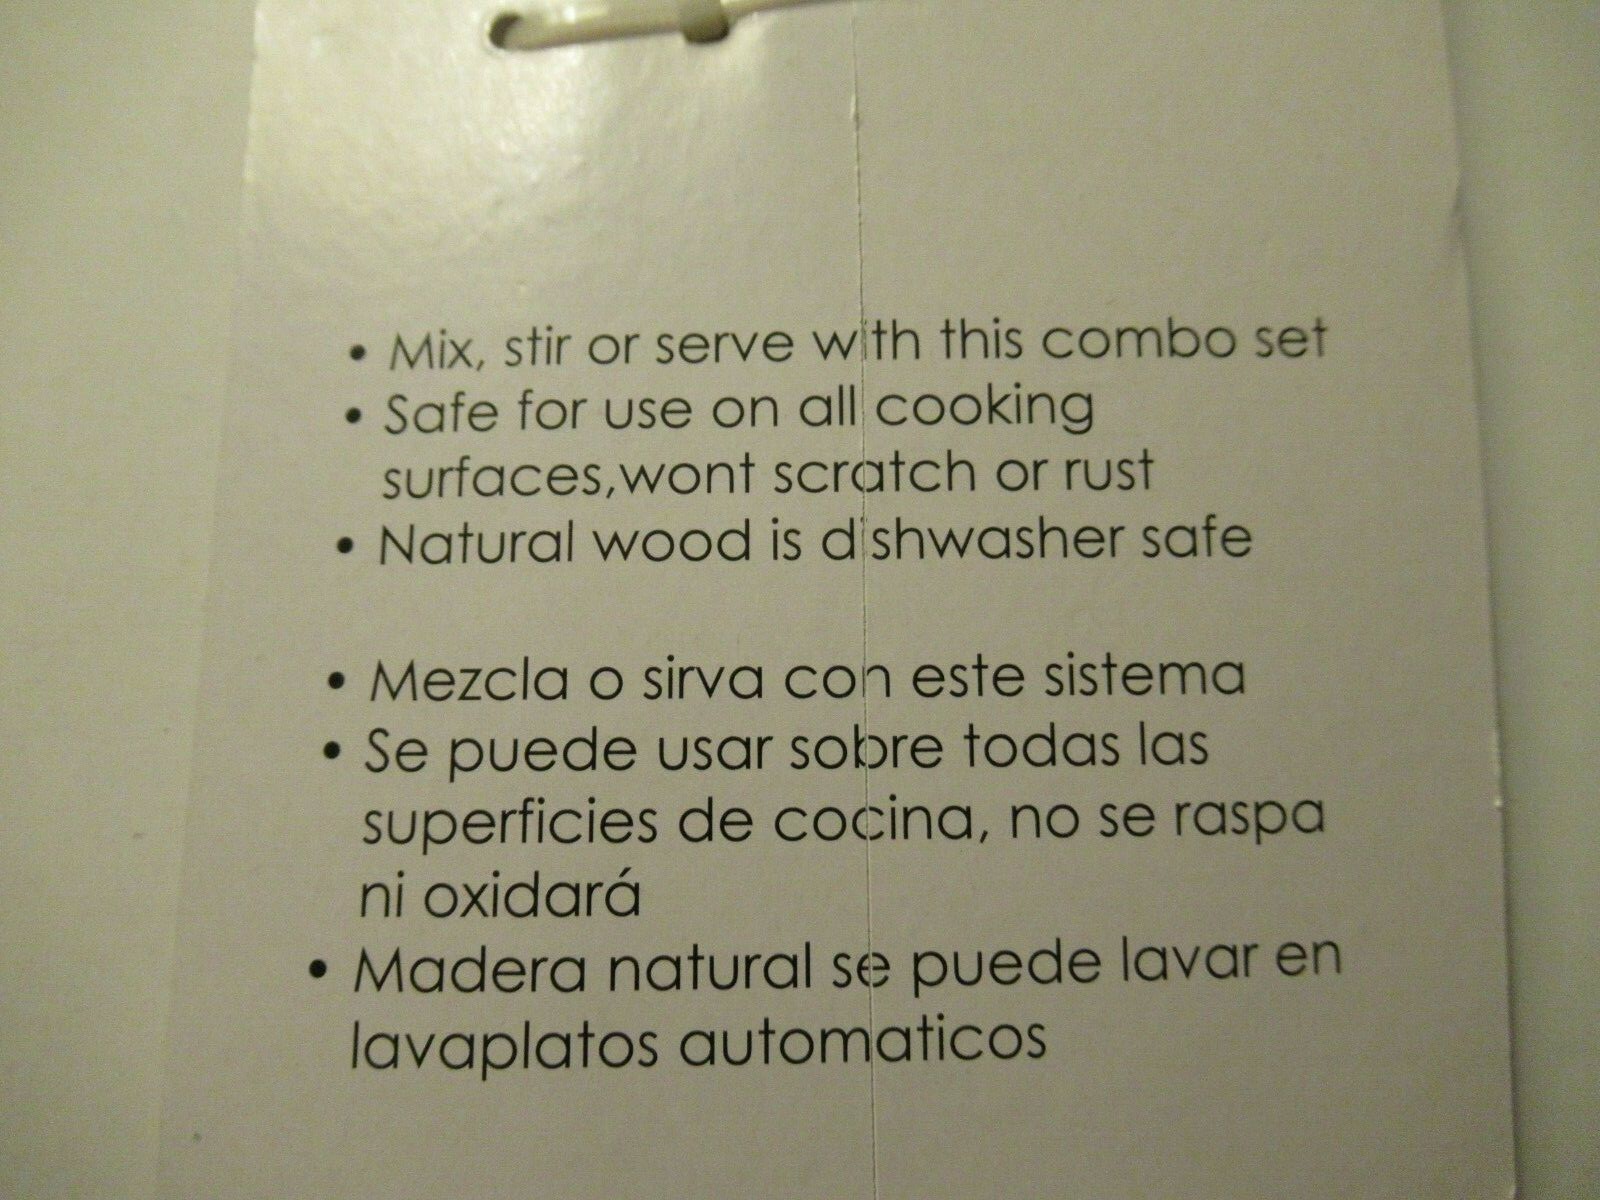 • Mix, stir or serve with this combo set
• Safe for use on all cooking
surfaces,wont scratch or rust
• Natural wood is dishwasher safe
• Mezcla o sirva con este sistema
• Se puede usar sobre todas las
superficies de cocina, no se raspa
ni oxidará
• Madera natural se puede lavar en
lavaplatos automaticos